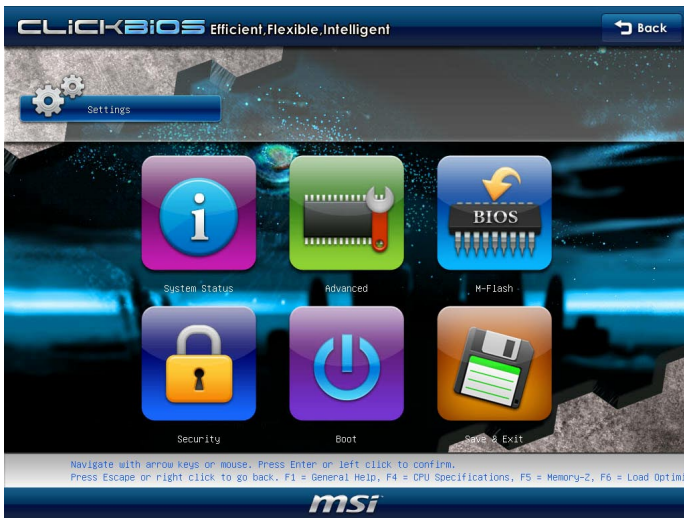 CLiCKBiOS Efficient,Flexible,Intelligent
Back
Settings
BIOS
System Status
Advanced
M-Flash
Security
Boot
Save & Exit
Navigate with arrow keys or mouse. Press Enter or left click to confirm.
Press Escape or right click to go back. F1 = General Help, F4 = CPU Specifications, F5 = Memory-Z, F6 = Load Optimi
msi